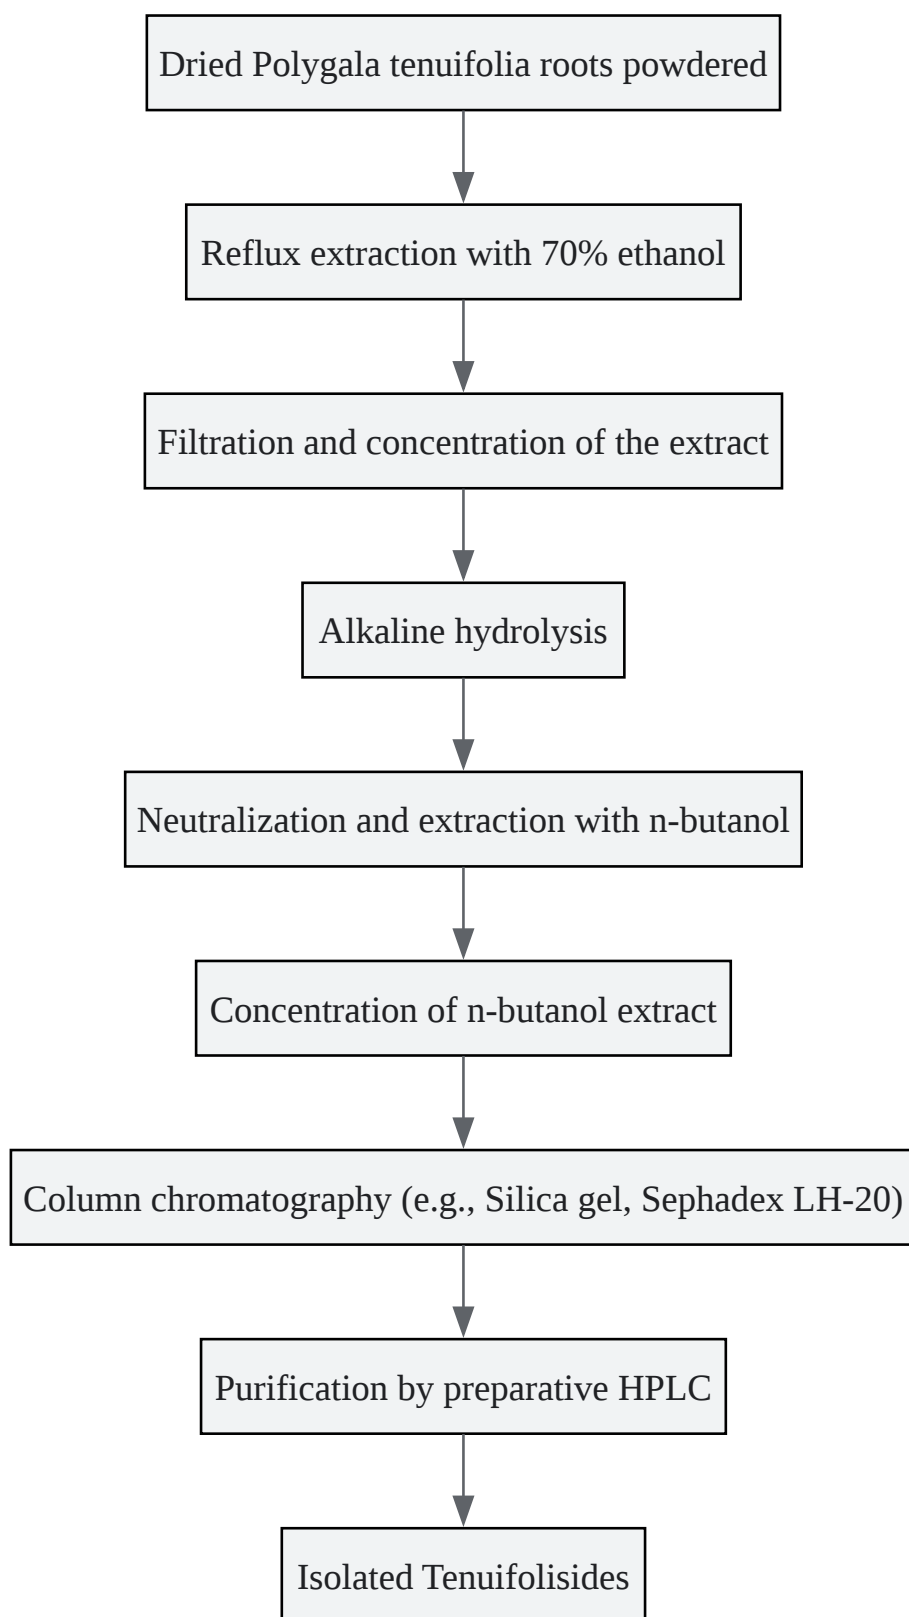 Dried Polygala tenuifolia roots powdered
Reflux extraction with 70% ethanol
Filtration and concentration of the extract
Alkaline hydrolysis
Neutralization and extraction with n-butanol
Concentration of n-butanol extract
Column chromatography (e.g., Silica gel, Sephadex LH-20)
Purification by preparative HPLC
Isolated Tenuifolisides